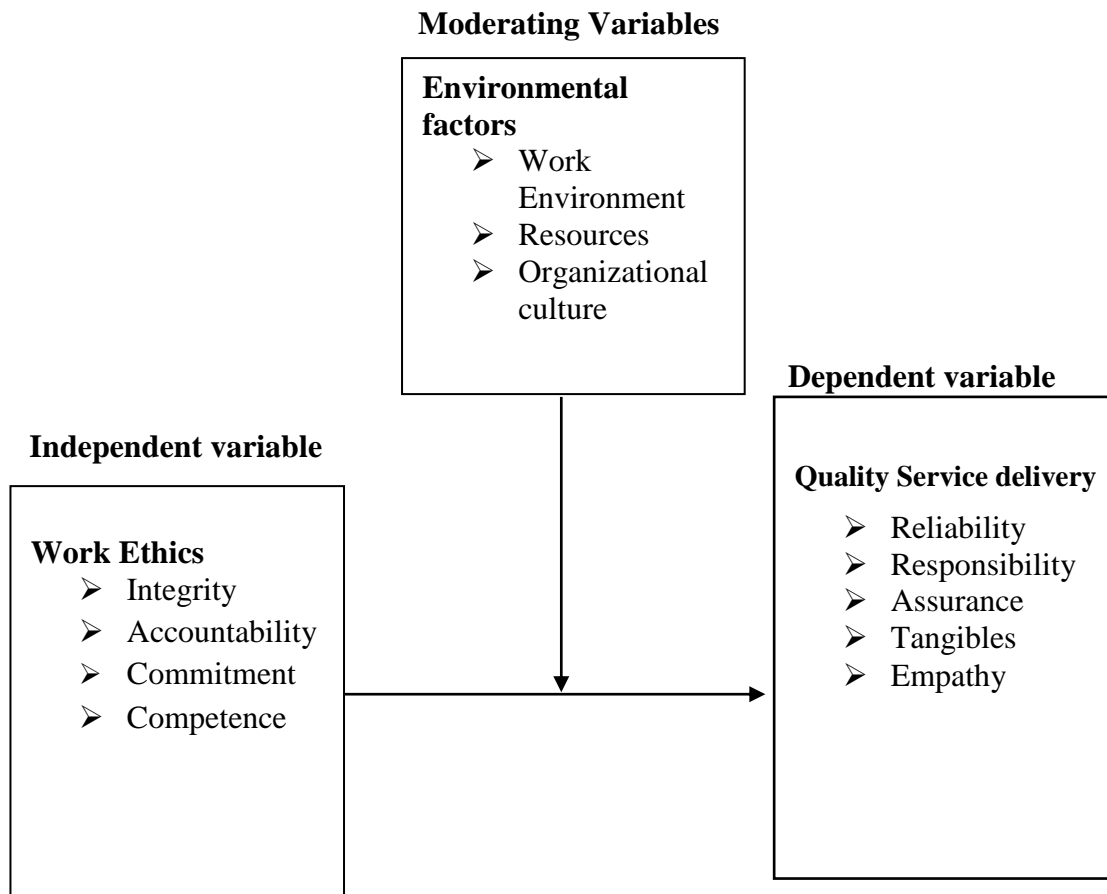 Moderating Variables
Environmental
factors
➢ Work
Environment
➢ Resources
➢ Organizational
culture
Dependent variable
Quality Service delivery
➢ Reliability
➢ Responsibility
➢ Assurance
➢ Tangibles
➢ Empathy
Independent variable
Work Ethics
➢ Integrity
➢ Accountability
➢ Commitment
➢ Competence